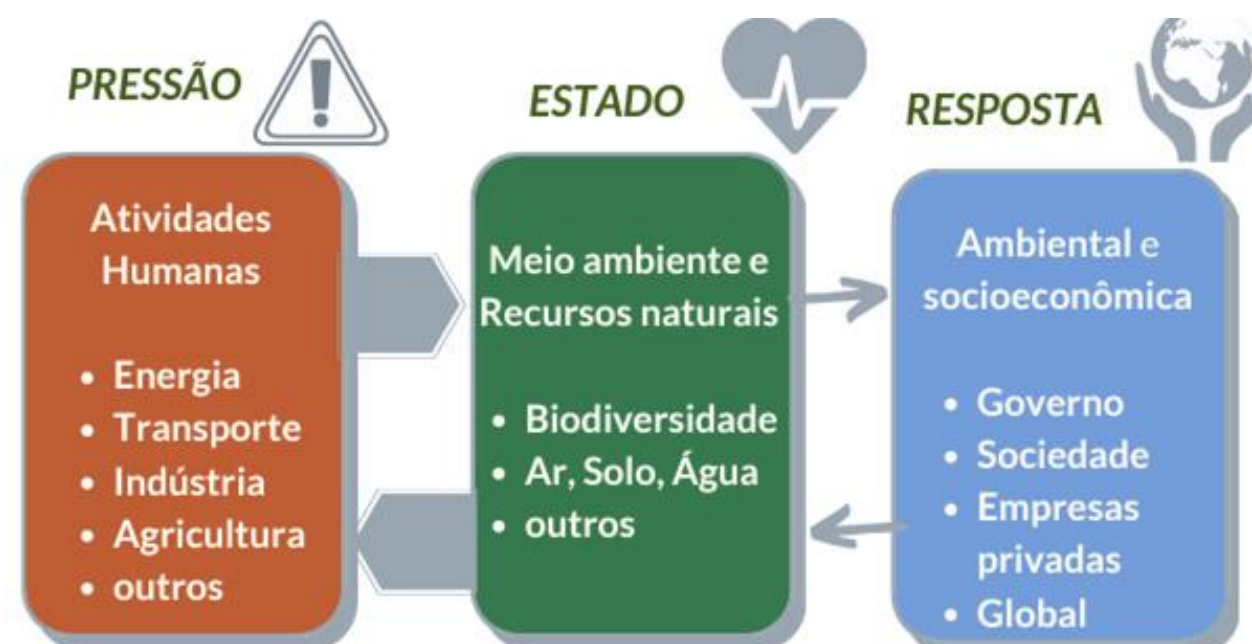 PRESSÃO
Atividades
Humanas
• Energia
• Transporte
• Indústria
• Agricultura
• outros
ESTADO
Meio ambiente e
Recursos naturais
• Biodiversidade
• Ar, Solo, Água
• outros
RESPOSTA
Ambiental e
socioeconômica
• Governo
• Sociedade
• Empresas
privadas
• Global